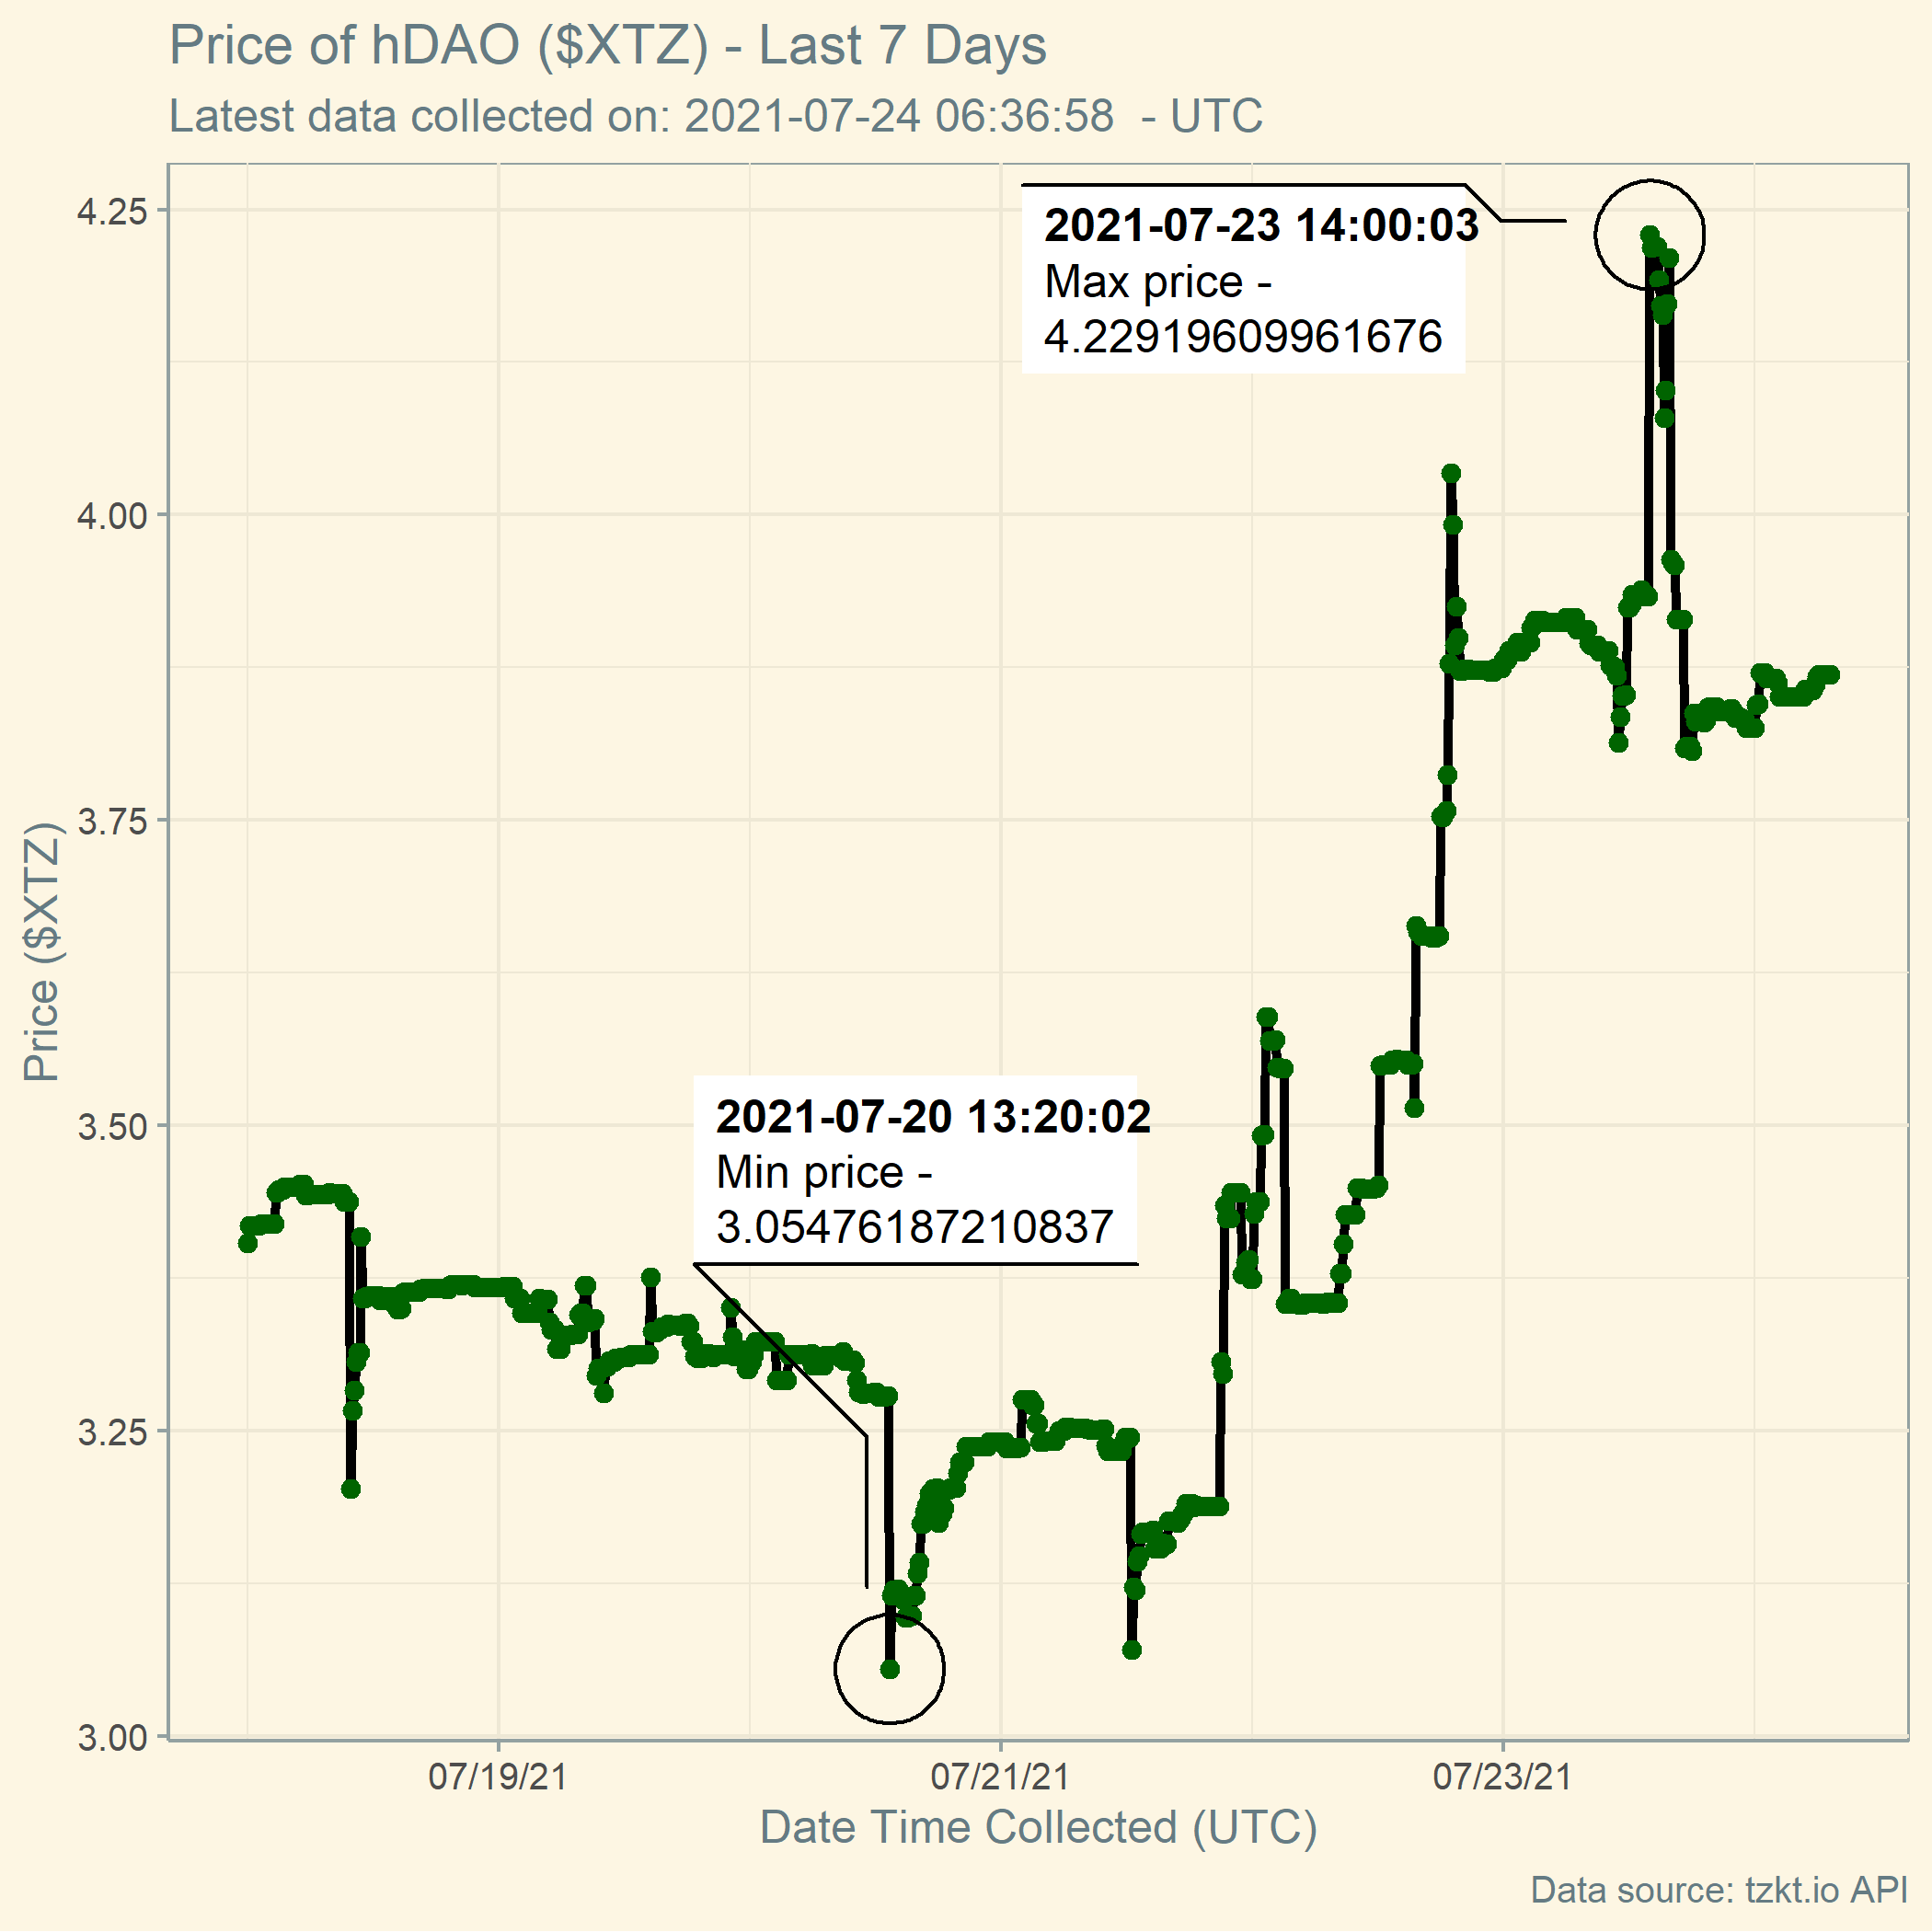 Price of hDAO ($XTZ) - Last 7 Days
Latest data collected on: 2021-07-24 06:36:58  - UTC
4.25
4.00
3.75
3.50
3.25
3.00
Price ($XTZ)
2021-07-23 14:00:03
Max price -
4.22919609961676
2021-07-20 13:20:02
Min price -
3.05476187210837
07/19/21
07/21/21
07/23/21
Date Time Collected (UTC)
Data source: tzkt.io API